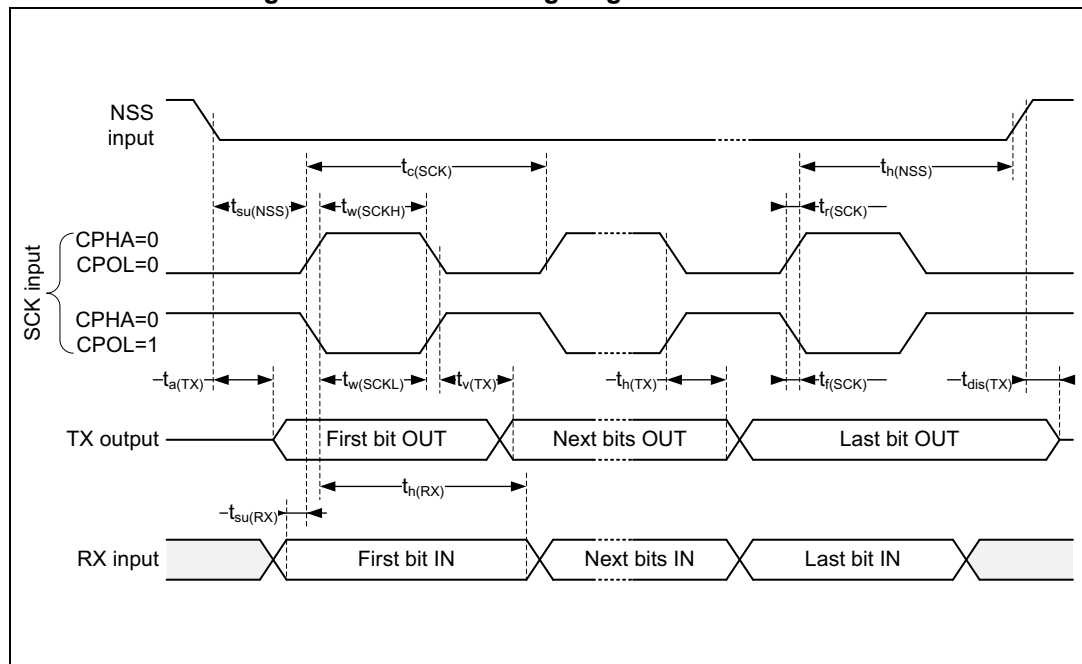 NSS
input
tc(SCK)
th(NSS)
tsu(NSS)
tw(SCKH)
tr(SCK)
SCK input
CPHA=0
CPOL=0
CPHA=0
CPOL=1
ta(TX)
tw(SCKL)
tv(TX)
th(TX)
tf(SCK)
tdis(TX)
TX output
First bit OUT
Next bits OUT
Last bit OUT
th(RX)
tsu(RX)
RX input
First bit IN
Next bits IN
Last bit IN